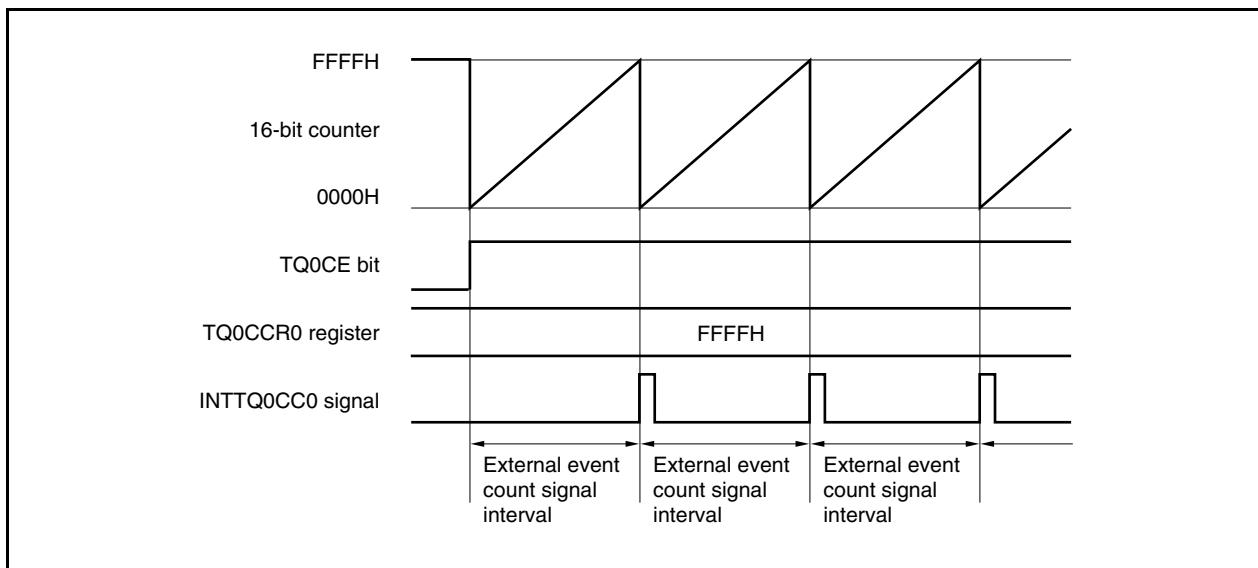 FFFFH
16-bit counter
0000H
TQ0CE bit
TQ0CCR0 register
FFFFH
INTTQ0CC0 signal
External event
count signal
interval
External event
count signal
interval
External event
count signal
interval